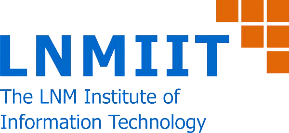 LNMIIT
The LNM Institute of
Information Technology